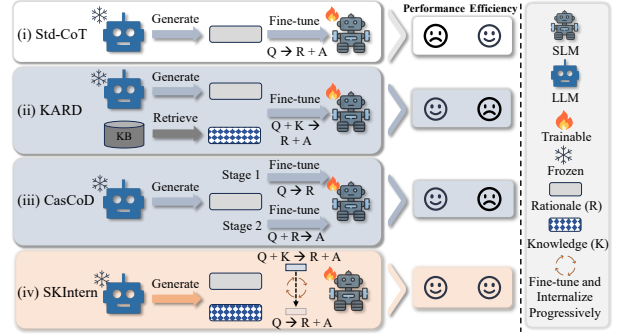 Performance Efficiency
(i) Std-CoT
Generate
Fine-tune
Q → R + A
(ii) KARD
Generate
KB
Retrieve
Fine-tune
Q + K →
R + A
(iii) CasCoD
Generate
Stage 1
Fine-tune
Q → R
Stage 2
Fine-tune
Q + R → A
(iv) SKIntern
Generate
Q + K → R + A
Q → R + A
SLM
LLM
Trainable
Frozen
Rationale (R)
Knowledge (K)
Fine-tune and
Internalize
Progressively